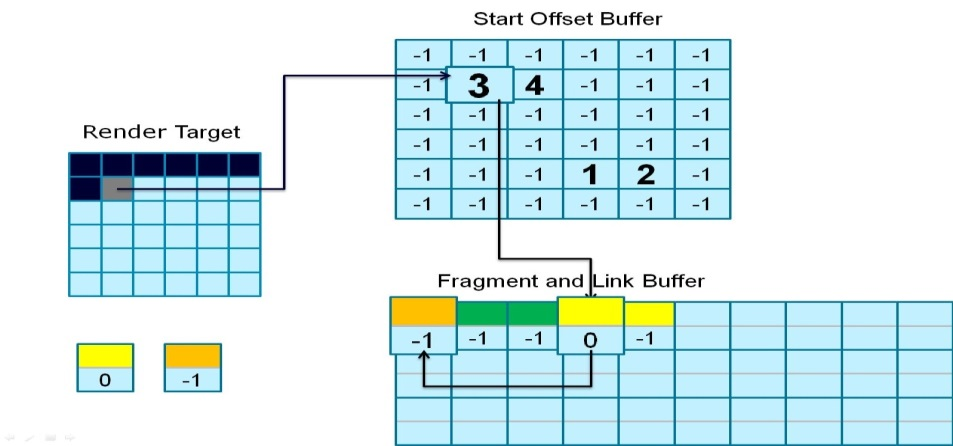 Start Offset Buffer
-1 -1 -1 -1 -1 -1
-1 3 4 -1 -1 -1
-1 -1 -1 -1 -1 -1
Render Target
-1 -1 -1 -1 -1 -1
-1 -1 -1 1 2 -1
-1 -1 -1 -1 -1 -1
Fragment and Link Buffer
-1 -1 -1 0 -1
0 -1